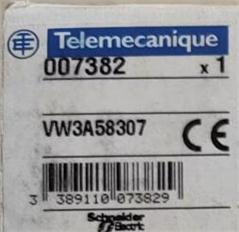 Telemecanique
007382 x 1
VW3A58307 CE
3 389110 073829
Schneider
Electric